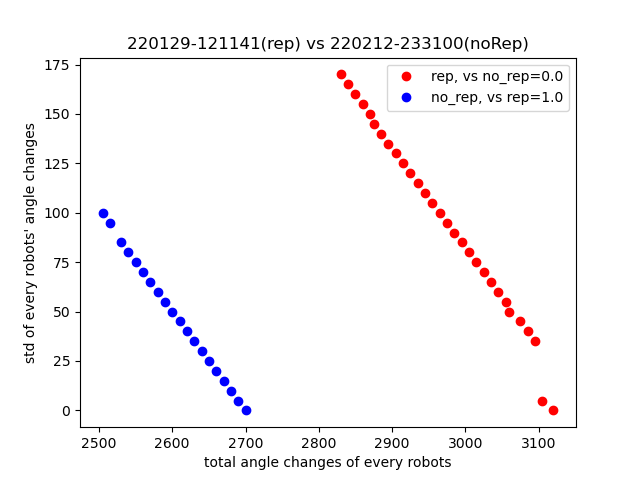 220129-121141(rep) vs 220212-233100(noRep)
rep, vs no_rep=0.0
no_rep, vs rep=1.0
175
150
125
100
75
50
25
0
std of every robots' angle changes
2500 2600 2700 2800 2900 3000 3100
total angle changes of every robots